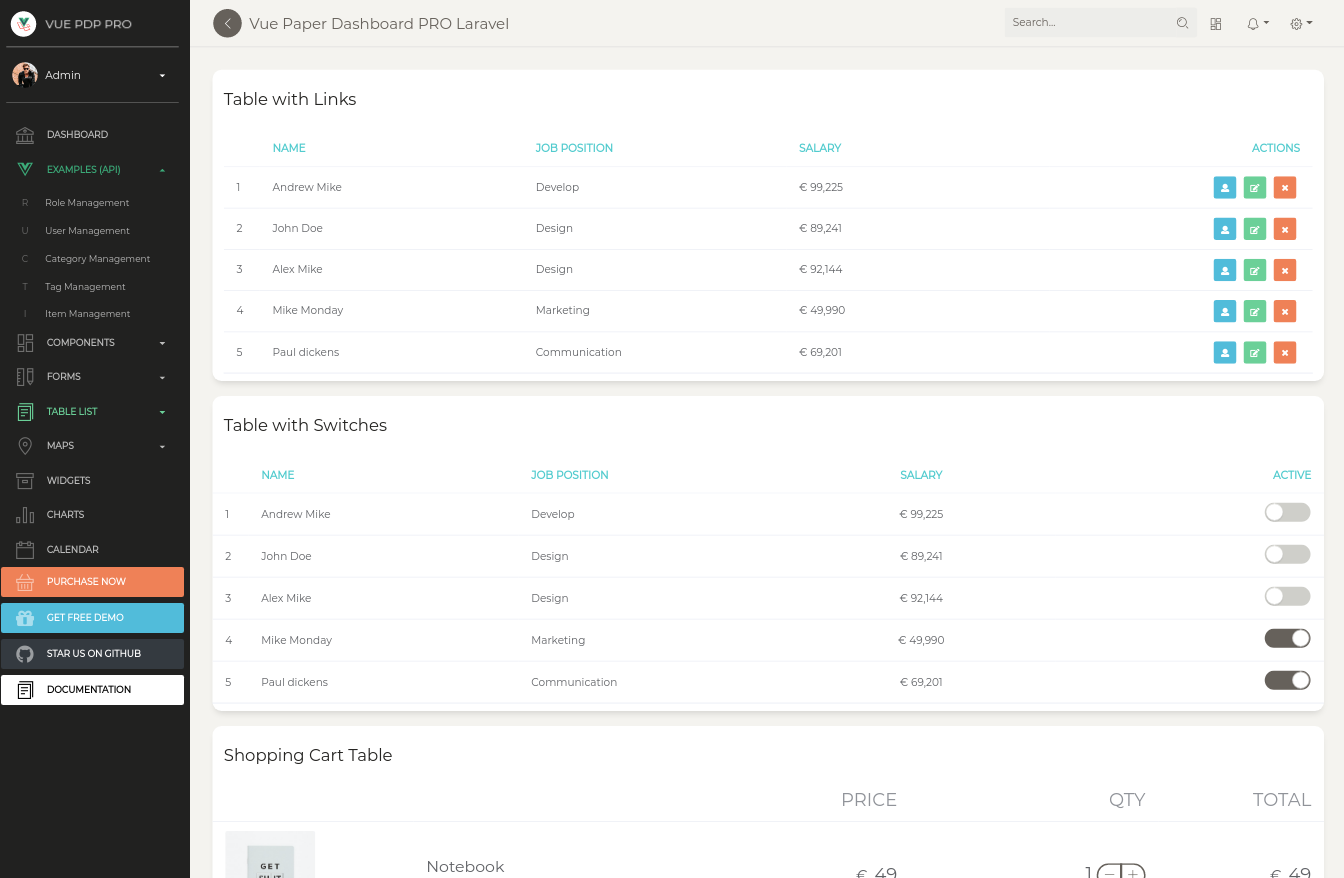 VUE PDP PRO
Admin
DASHBOARD
EXAMPLES (API)
R Role Management
U User Management
C Category Management
T Tag Management
I Item Management
COMPONENTS
FORMS
TABLE LIST
MAPS
WIDGETS
CHARTS
CALENDAR
PURCHASE NOW
GET FREE DEMO
STAR US ON GITHUB
DOCUMENTATION
Vue Paper Dashboard PRO Laravel
Search...
Table with Links
NAME JOB POSITION SALARY ACTIONS
1 Andrew Mike Develop € 99,225
2 John Doe Design € 89,241
3 Alex Mike Design € 92,144
4 Mike Monday Marketing € 49,990
5 Paul dickens Communication € 69,201
Table with Switches
NAME JOB POSITION SALARY ACTIVE
1 Andrew Mike Develop € 99,225
2 John Doe Design € 89,241
3 Alex Mike Design € 92,144
4 Mike Monday Marketing € 49,990
5 Paul dickens Communication € 69,201
Shopping Cart Table
PRICE QTY TOTAL
GET
Notebook
€ 49 1 € 49